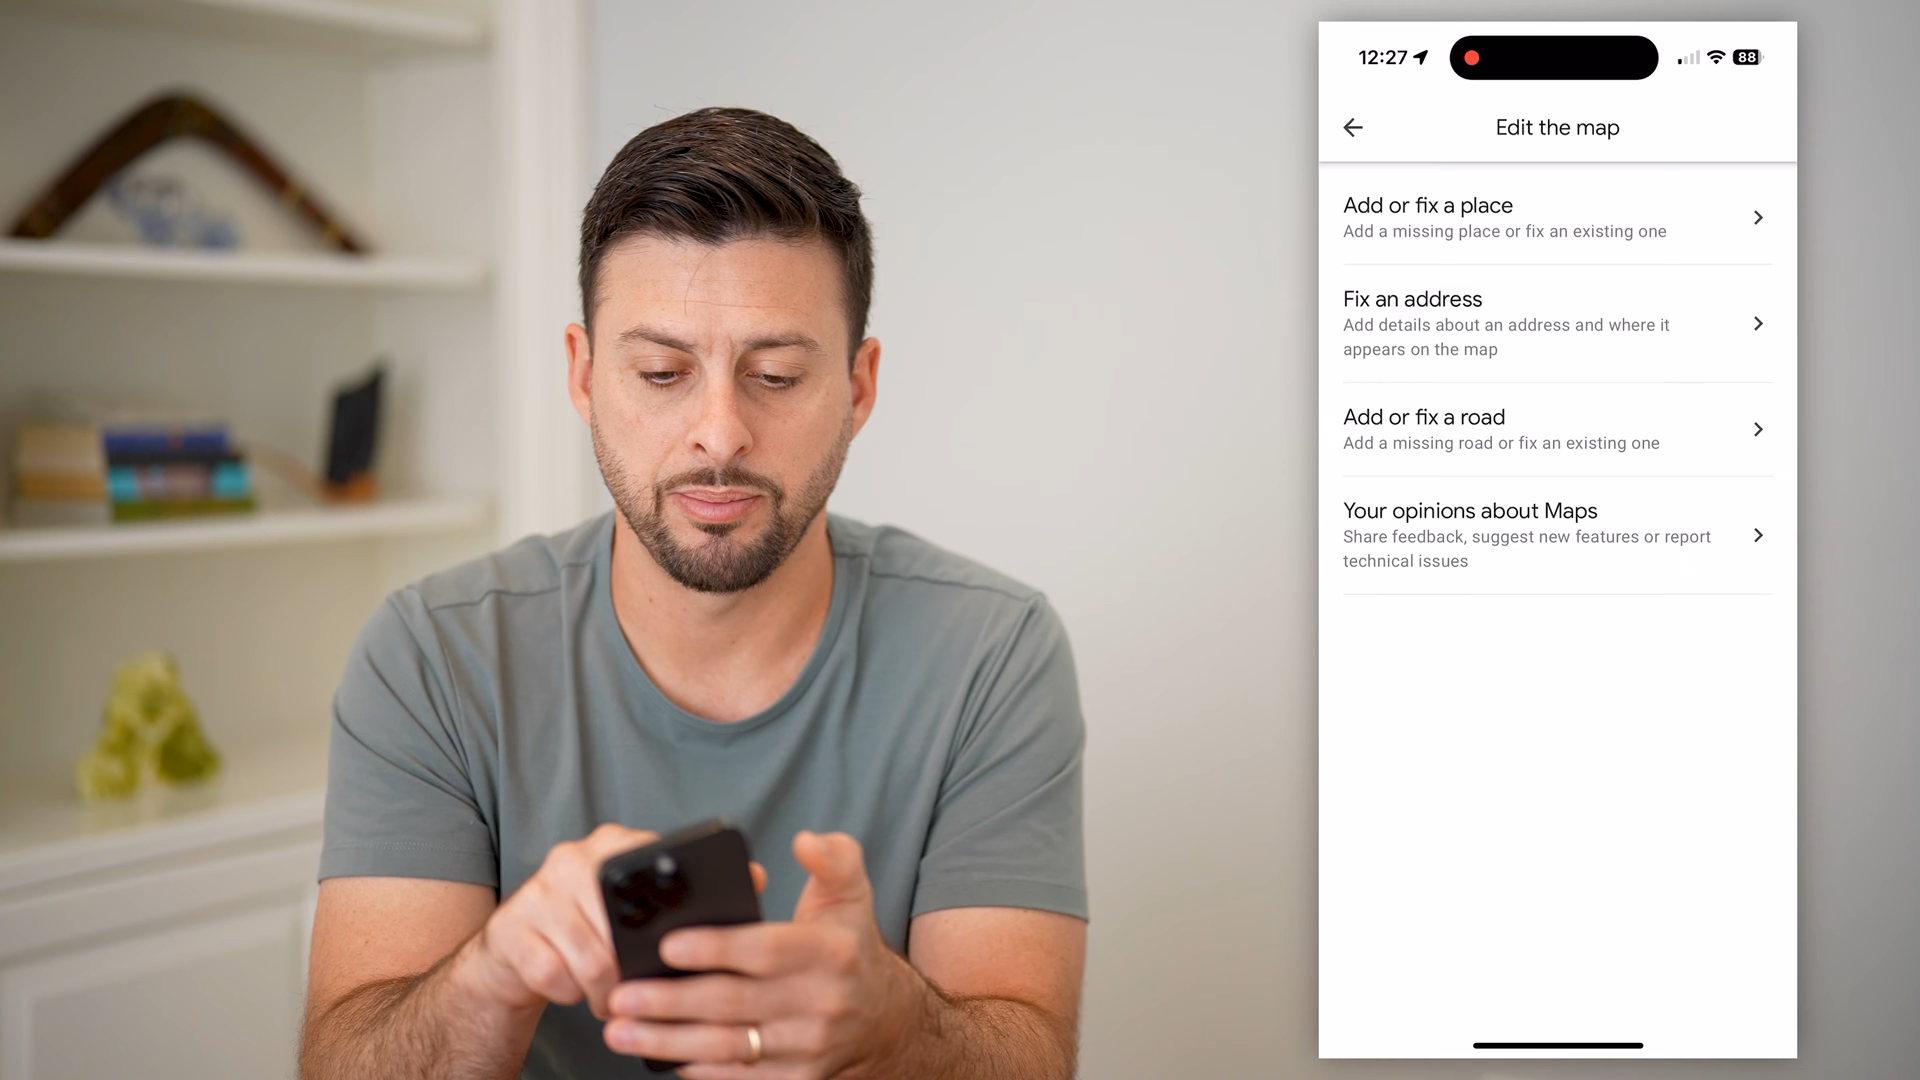 12:27
88
Edit the map
Add or fix a place
Add a missing place or fix an existing one
Fix an address
Add details about an address and where it
appears on the map
Add or fix a road
Add a missing road or fix an existing one
Your opinions about Maps
Share feedback, suggest new features or report
technical issues